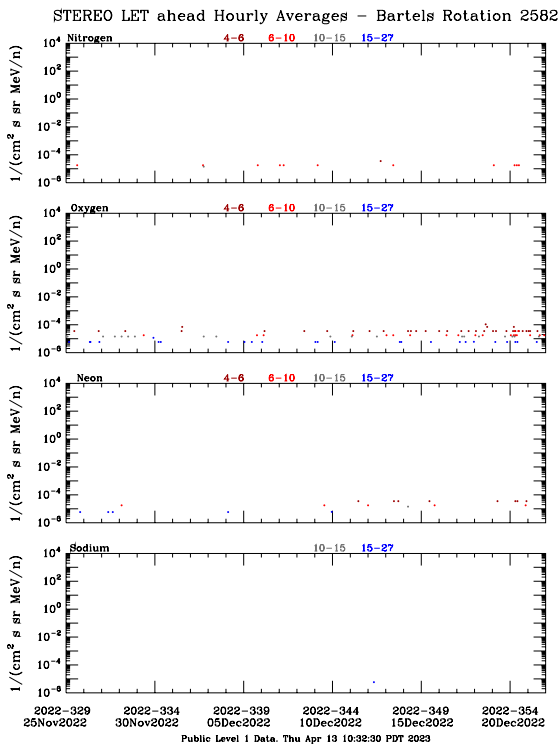 STEREO LET ahead Hourly Averages - Bartels Rotation 2582
Nitrogen 4-6 6-10 10-15 15-27
10^4
10^2
10^0
10^-2
10^-4
10^-6
1/(cm^2 s sr MeV/n)
Oxygen 4-6 6-10 10-15 15-27
10^4
10^2
10^0
10^-2
10^-4
10^-6
1/(cm^2 s sr MeV/n)
Neon 4-6 6-10 10-15 15-27
10^4
10^2
10^0
10^-2
10^-4
10^-6
1/(cm^2 s sr MeV/n)
Sodium 10-15 15-27
10^4
10^2
10^0
10^-2
10^-4
10^-6
1/(cm^2 s sr MeV/n)
2022-329 2022-334 2022-339 2022-344 2022-349 2022-354
25Nov2022 30Nov2022 05Dec2022 10Dec2022 15Dec2022 20Dec2022
Public Level 1 Data. Thu Apr 13 10:32:30 PDT 2023